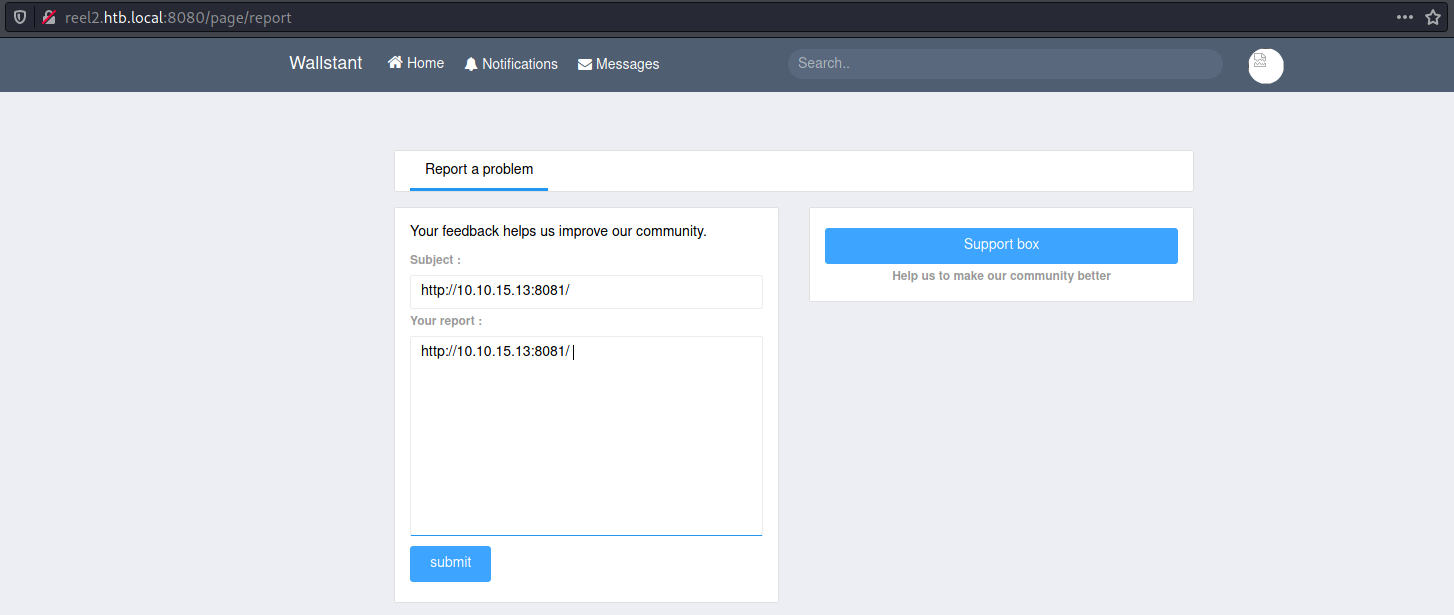 reel2.htb.local:8080/page/report
Wallstant Home Notifications Messages Search..
Report a problem
Your feedback helps us improve our community.
Subject :
http://10.10.15.13:8081/
Your report :
http://10.10.15.13:8081/
submit
Support box
Help us to make our community better